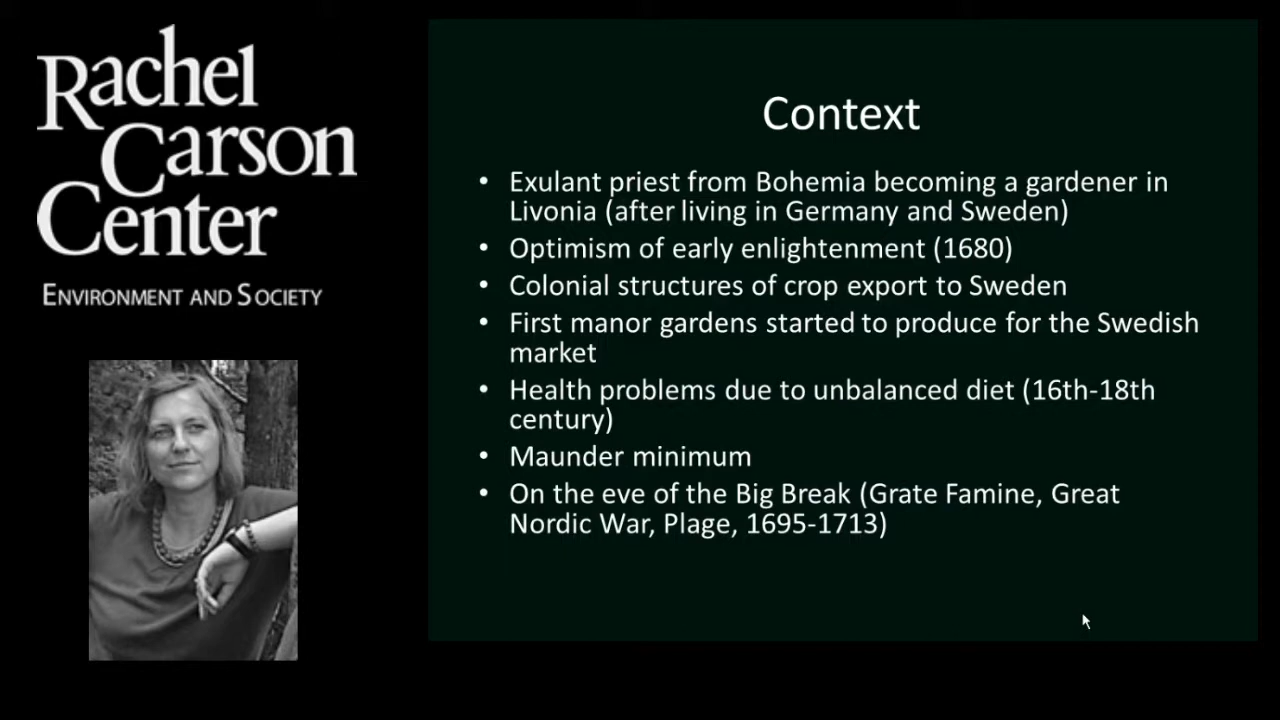 Rachel
Carson
Center
ENVIRONMENT AND SOCIETY
Context
• Exulant priest from Bohemia becoming a gardener in
Livonia (after living in Germany and Sweden)
• Optimism of early enlightenment (1680)
• Colonial structures of crop export to Sweden
• First manor gardens started to produce for the Swedish
market
• Health problems due to unbalanced diet (16th-18th
century)
• Maunder minimum
• On the eve of the Big Break (Grate Famine, Great
Nordic War, Plage, 1695-1713)